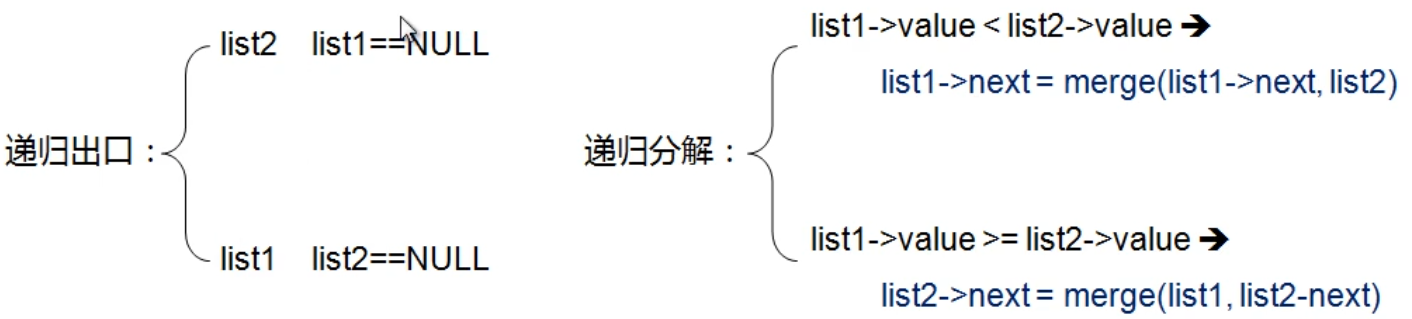 递归出口：
list2 list1==NULL
list1 list2==NULL
递归分解：
list1->value < list2->value ➔
list1->next = merge(list1->next, list2)
list1->value >= list2->value ➔
list2->next = merge(list1, list2-next)